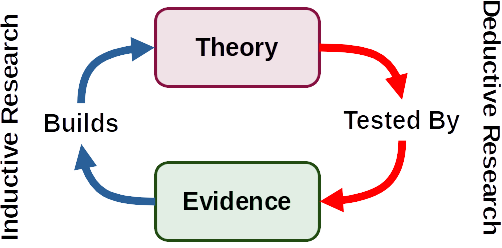 Inductive Research
Theory
Builds
Tested By
Evidence
Deductive Research